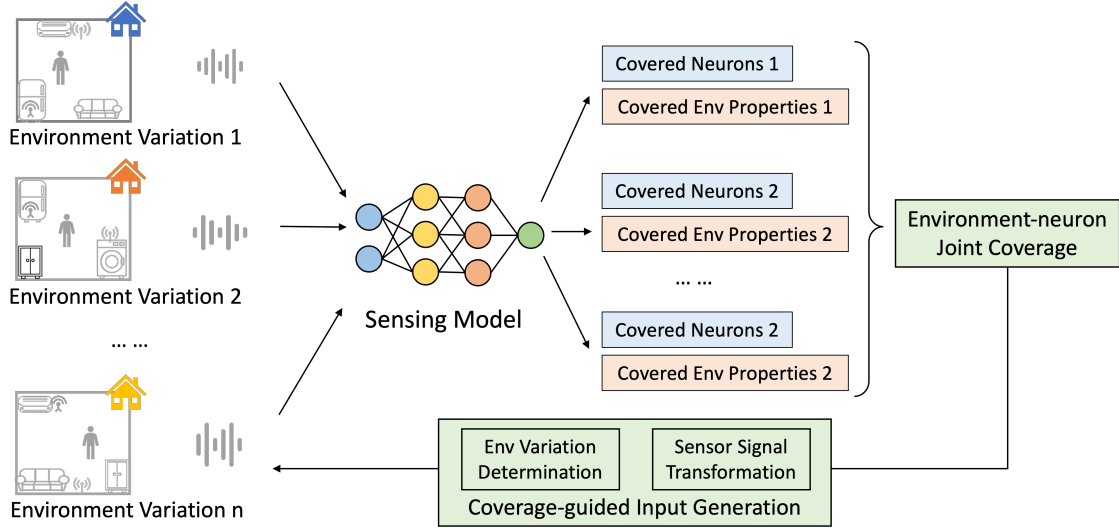 Environment Variation 1
Environment Variation 2
... ...
Environment Variation n
Sensing Model
Covered Neurons 1
Covered Env Properties 1
Covered Neurons 2
Covered Env Properties 2
... ...
Covered Neurons 2
Covered Env Properties 2
Environment-neuron
Joint Coverage
Env Variation
Determination
Sensor Signal
Transformation
Coverage-guided Input Generation